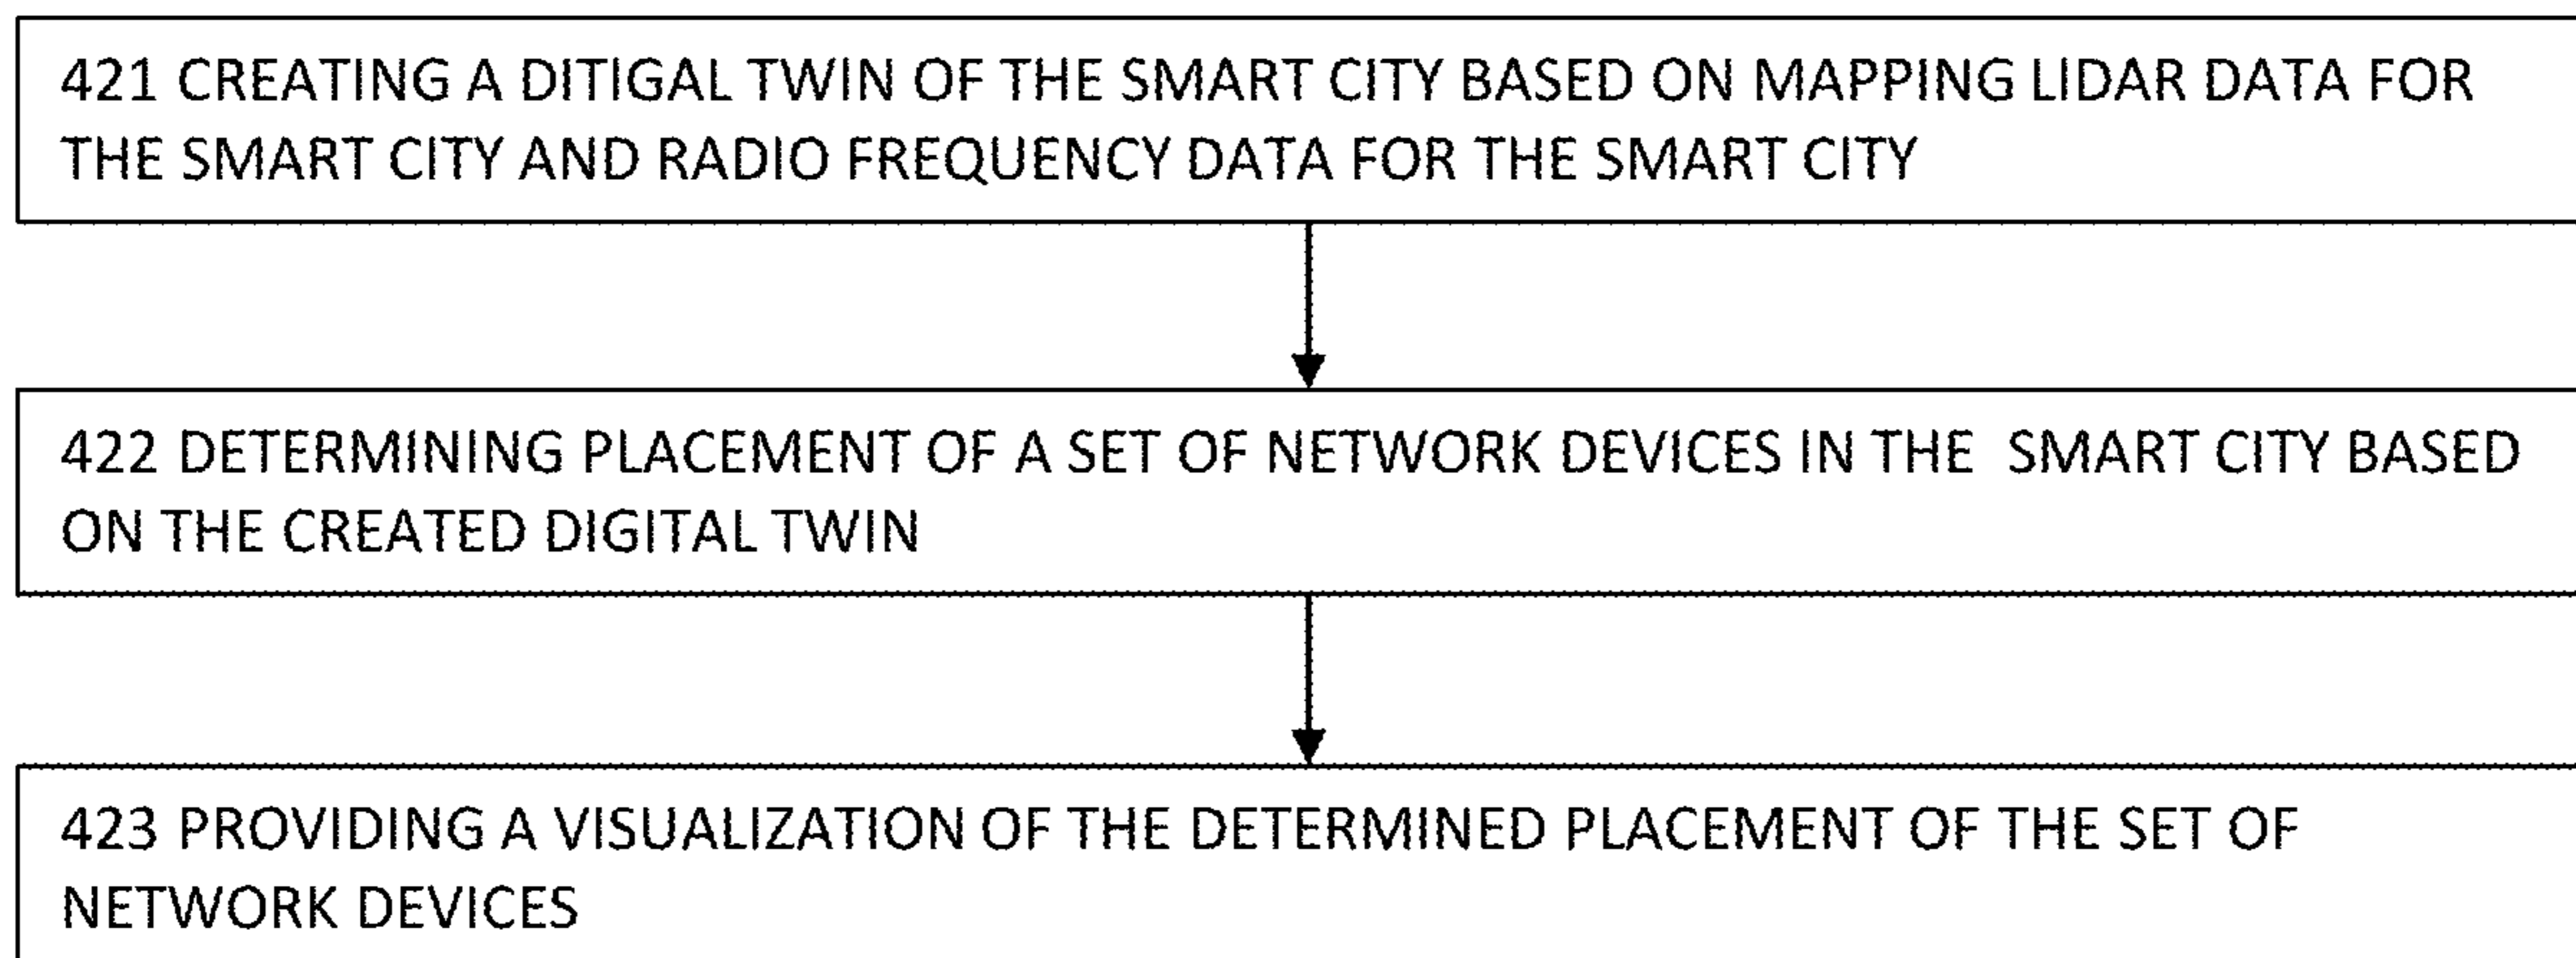 421 CREATING A DITIGAL TWIN OF THE SMART CITY BASED ON MAPPING LIDAR DATA FOR
THE SMART CITY AND RADIO FREQUENCY DATA FOR THE SMART CITY
422 DETERMINING PLACEMENT OF A SET OF NETWORK DEVICES IN THE  SMART CITY BASED
ON THE CREATED DIGITAL TWIN
423 PROVIDING A VISUALIZATION OF THE DETERMINED PLACEMENT OF THE SET OF
NETWORK DEVICES